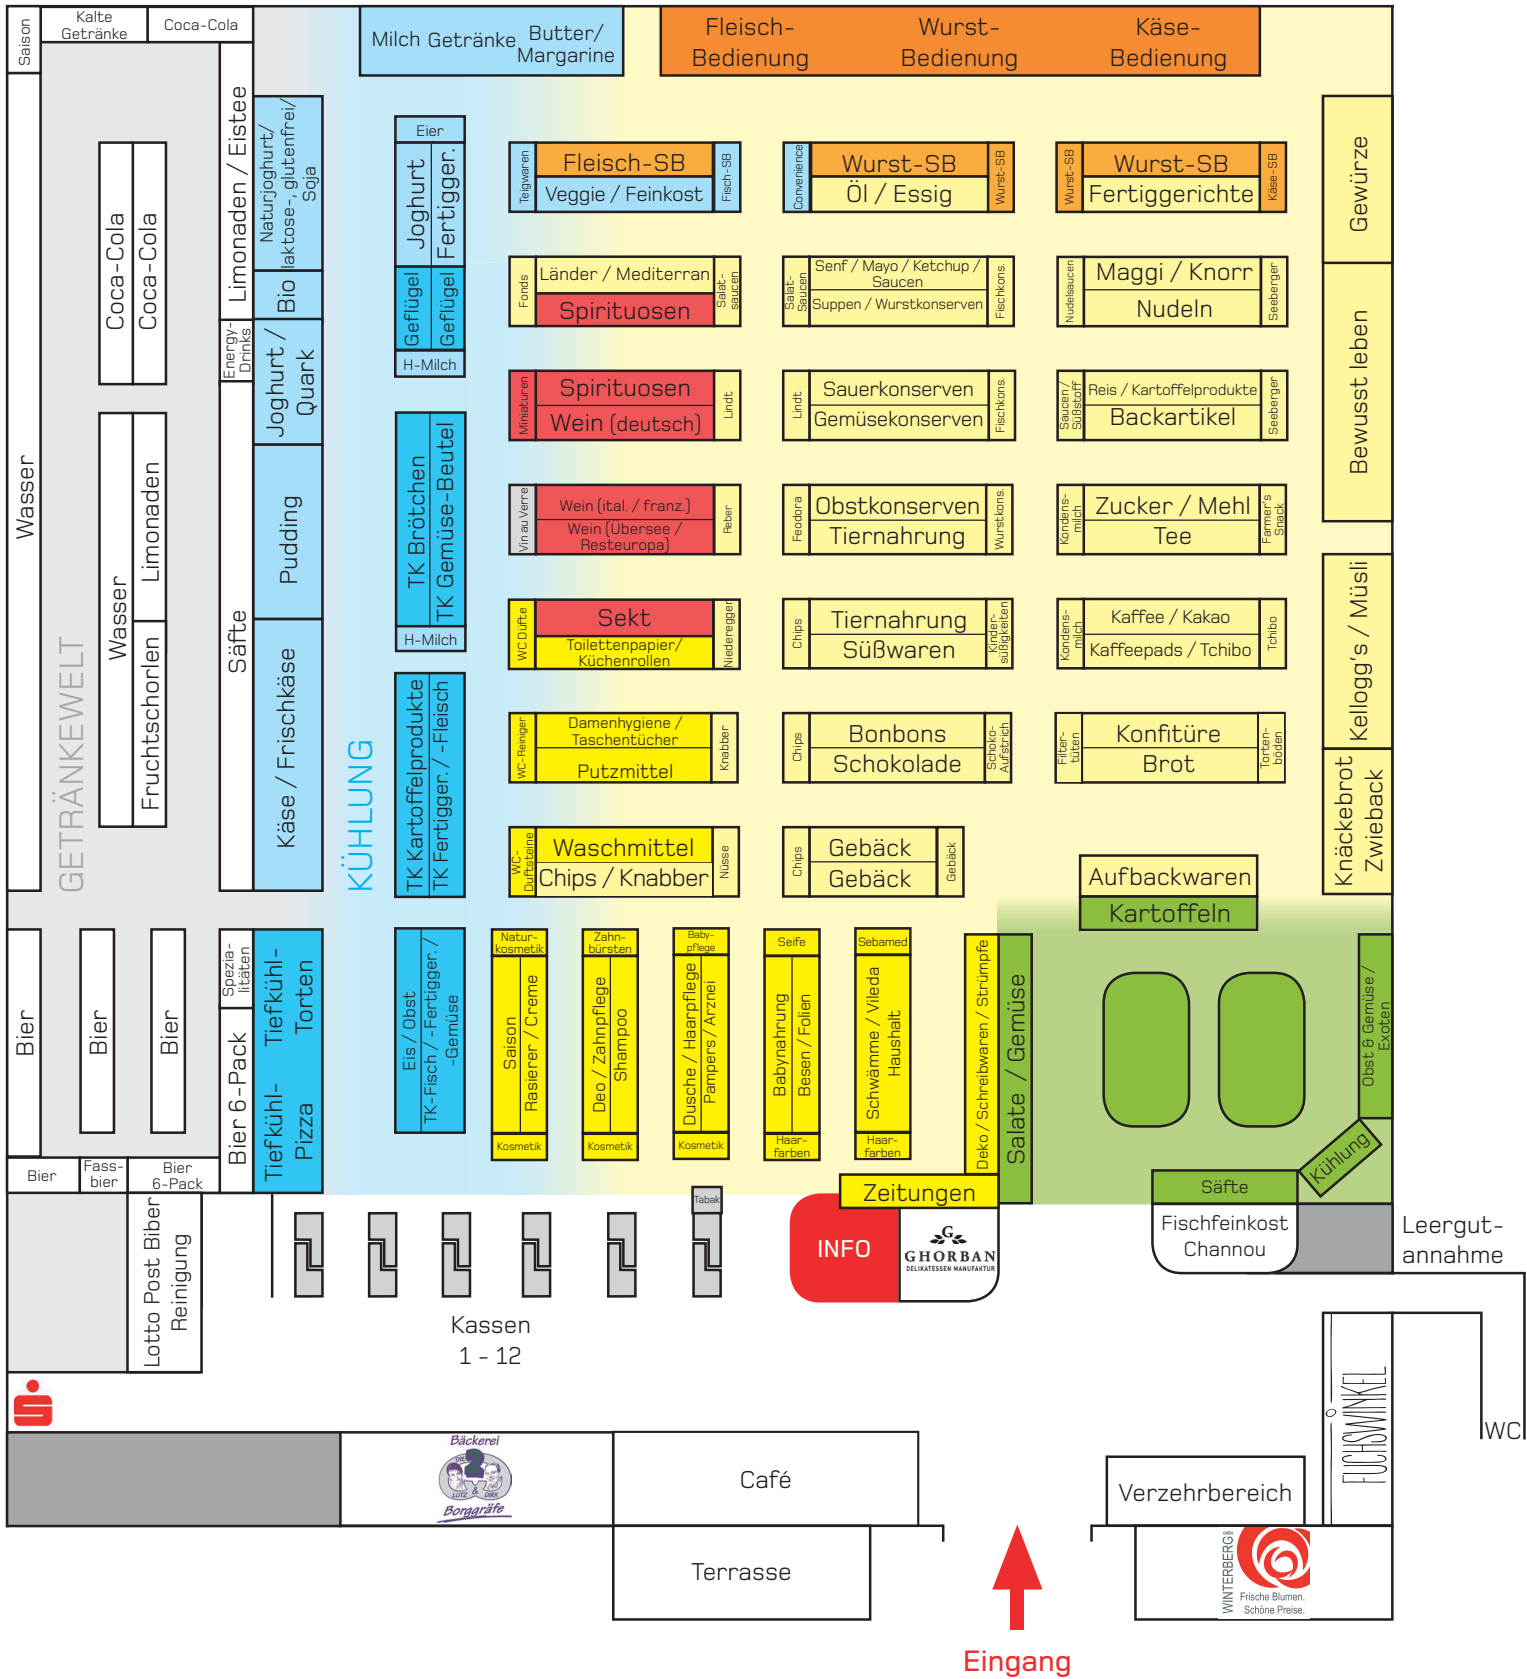 Saison
Kalte
Getränke
Coca-Cola
Milch Getränke Butter/
Margarine
Fleisch-
Bedienung
Wurst-
Bedienung
Käse-
Bedienung
Wasser
Coca-Cola
Coca-Cola
Wasser
Limonaden
Fruchtschorlen
GETRÄNKEWELT
Limonaden / Eistee
Energy-
Drinks
Säfte
Naturjoghurt/
laktose-, glutenfrei/
Soja
Bio
Joghurt /
Quark
Pudding
Käse / Frischkäse
KÜHLUNG
Eier
Joghurt
Fertigger.
Geflügel
Geflügel
H-Milch
TK Brötchen
TK Gemüse-Beutel
H-Milch
TK Kartoffelprodukte
TK Fertigger. / -Fleisch
Teigwaren
Fleisch-SB
Veggie / Feinkost
Fisch-SB
Convenience
Wurst-SB
Öl / Essig
Wurst-SB
Wurst-SB
Wurst-SB
Fertiggerichte
Käse-SB
Gewürze
Fonds
Länder / Mediterran
Spirituosen
Salat-
saucen
Salat-
Saucen
Senf / Mayo / Ketchup /
Saucen
Suppen / Wurstkonserven
Fischkons.
Nudelsaucen
Maggi / Knorr
Nudeln
Seeberger
Bewusst leben
Miniaturen
Spirituosen
Wein (deutsch)
Lindt
Lindt
Sauerkonserven
Gemüsekonserven
Fischkons.
Saucen /
Süßstoff
Reis / Kartoffelprodukte
Backartikel
Seeberger
Vin au Verre
Wein (ital. / franz.)
Wein (Übersee /
Resteuropa)
Reber
Feodora
Obstkonserven
Tiernahrung
Wurstkons.
Kondens-
milch
Zucker / Mehl
Tee
Farmer's
Snack
WC Düfte
Sekt
Toilettenpapier/
Küchenrollen
Niederegger
Chips
Tiernahrung
Süßwaren
Kinder-
süßigkeiten
Kondens-
milch
Kaffee / Kakao
Kaffeepads / Tchibo
Tchibo
Kellogg's / Müsli
WC-Reiniger
Damenhygiene /
Taschentücher
Putzmittel
Knabber
Chips
Bonbons
Schokolade
Schoko-
Aufstrich
Filter-
tüten
Konfitüre
Brot
Torten-
böden
Knäckebrot
Zwieback
WC-
Duftsteine
Waschmittel
Chips / Knabber
Nüsse
Chips
Gebäck
Gebäck
Gebäck
Aufbackwaren
Kartoffeln
Bier
Bier
Bier
Spezia-
litäten
Bier 6-Pack
Tiefkühl-
Torten
Tiefkühl-
Pizza
Eis / Obst
TK-Fisch / -Fertigger. /
-Gemüse
Natur-
kosmetik
Saison
Rasierer / Creme
Kosmetik
Zahn-
bürsten
Deo / Zahnpflege
Shampoo
Kosmetik
Baby-
pflege
Dusche / Haarpflege
Pampers / Arznei
Kosmetik
Seife
Babynahrung
Besen / Folien
Haar-
farben
Sebamed
Schwämme / Vileda
Haushalt
Haar-
farben
Deko / Schreibwaren / Strümpfe
Salate / Gemüse
Obst & Gemüse /
Exoten
Kühlung
Säfte
Fischfeinkost
Channou
Leergut-
annahme
Bier
Fass-
bier
Bier
6-Pack
Lotto Post Biber
Reinigung
Tabak
Kassen
1 - 12
Zeitungen
INFO
G
GHORBAN
DELIKATESSEN MANUFAKTUR
Bäckerei
DIE
2
LUTZ & DIRK
Borggräfe
Café
Terrasse
Verzehrbereich
FUCHSWINKEL
WC
WINTERBERG
Frische Blumen.
Schöne Preise.
Eingang